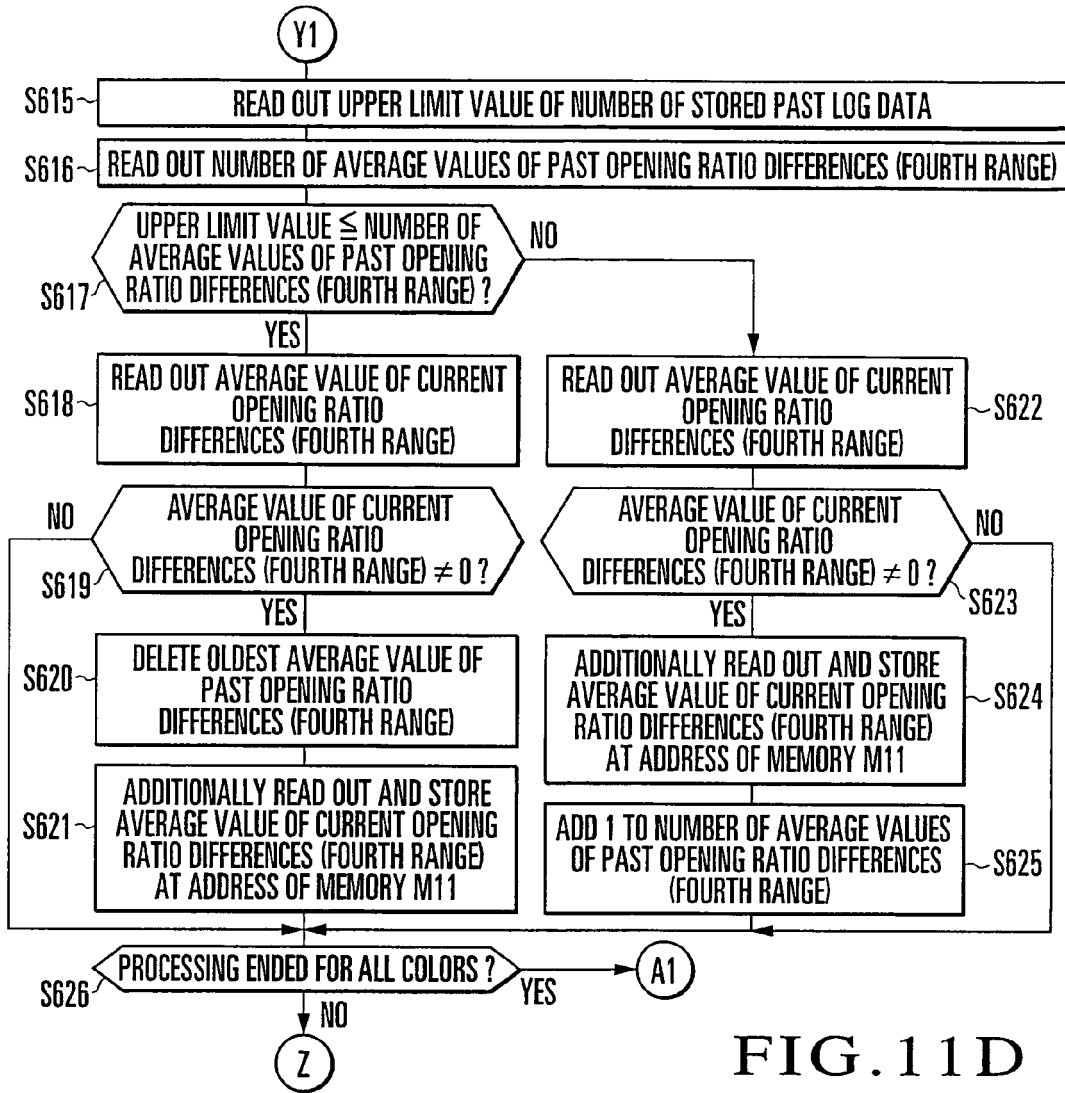 Y1
S615
READ OUT UPPER LIMIT VALUE OF NUMBER OF STORED PAST LOG DATA
S616
READ OUT NUMBER OF AVERAGE VALUES OF PAST OPENING RATIO DIFFERENCES (FOURTH RANGE)
UPPER LIMIT VALUE ≦ NUMBER OF
AVERAGE VALUES OF PAST OPENING
RATIO DIFFERENCES (FOURTH RANGE) ?
S617
NO
YES
S618
READ OUT AVERAGE VALUE OF CURRENT
OPENING RATIO
DIFFERENCES (FOURTH RANGE)
READ OUT AVERAGE VALUE OF CURRENT
OPENING RATIO
DIFFERENCES (FOURTH RANGE)
S622
NO
AVERAGE VALUE OF CURRENT
OPENING RATIO
DIFFERENCES (FOURTH RANGE) ≠ 0 ?
S619
YES
AVERAGE VALUE OF CURRENT
OPENING RATIO
DIFFERENCES (FOURTH RANGE) ≠ 0 ?
NO
S623
YES
S620
DELETE OLDEST AVERAGE VALUE OF
PAST OPENING RATIO
DIFFERENCES (FOURTH RANGE)
ADDITIONALLY READ OUT AND STORE
AVERAGE VALUE OF CURRENT OPENING
RATIO DIFFERENCES (FOURTH RANGE)
AT ADDRESS OF MEMORY M11
S624
S621
ADDITIONALLY READ OUT AND STORE
AVERAGE VALUE OF CURRENT OPENING
RATIO DIFFERENCES (FOURTH RANGE)
AT ADDRESS OF MEMORY M11
ADD 1 TO NUMBER OF AVERAGE VALUES
OF PAST OPENING RATIO DIFFERENCES
(FOURTH RANGE)
S625
PROCESSING ENDED FOR ALL COLORS ?
S626
YES
A1
NO
Z
FIG.11D